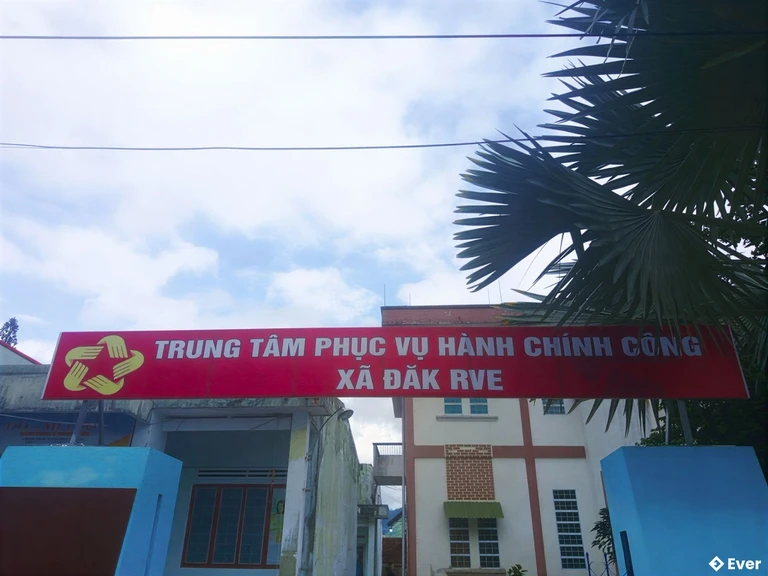 TRUNG TÂM PHỤC VỤ HÀNH CHÍNH CÔNG
XÃ ĐĂK RVE
Ever